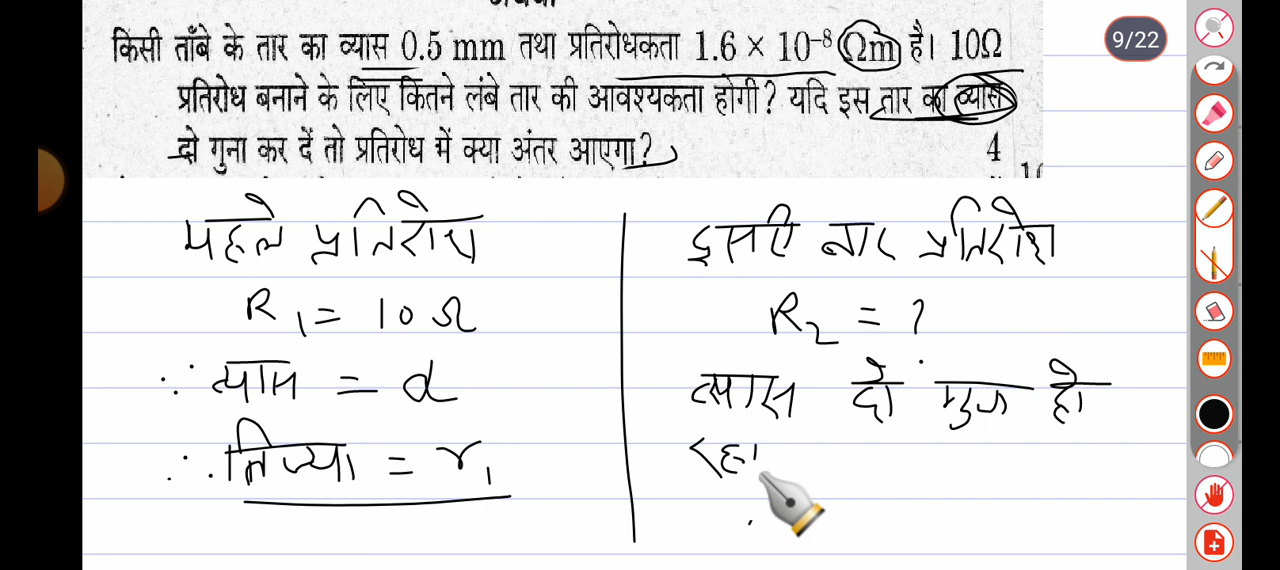 अथवा
किसी ताँबे के तार का व्यास 0.5 mm तथा प्रतिरोधकता 1.6 × 10⁻⁸ Ωm है। 10Ω
प्रतिरोध बनाने के लिए कितने लंबे तार की आवश्यकता होगी? यदि इस तार का व्यास
दो गुना कर दें तो प्रतिरोध में क्या अंतर आएगा?
4
9/22
पहले प्रतिरोध
R₁ = 10 Ω
∵ व्यास = d
∴ त्रिज्या = r₁
प्रतिरोध
R₂ = ?
व्यास दो गुना हो
रहा